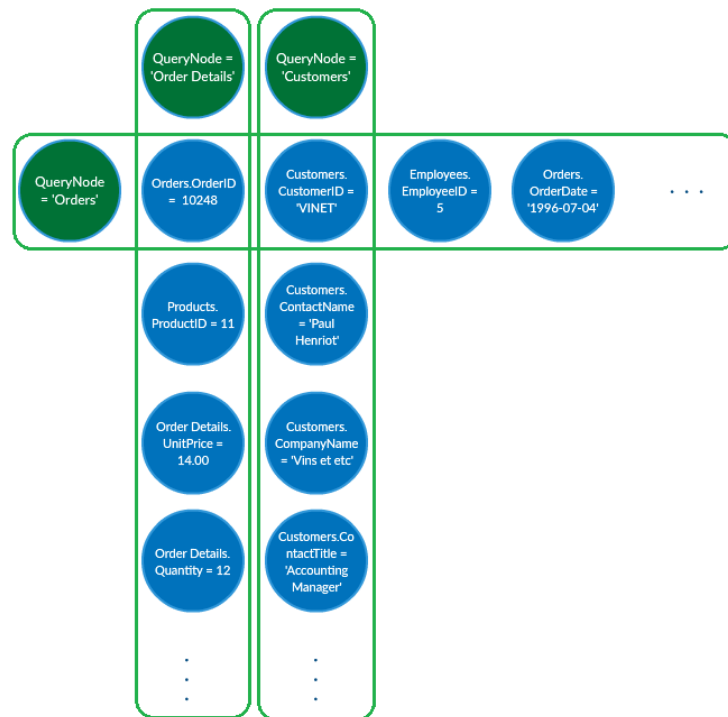 QueryNode =
'Order Details'
QueryNode =
'Customers'
QueryNode
= 'Orders'
Orders.OrderID
= 10248
Customers.
CustomerID =
'VINET'
Employees.
EmployeeID =
5
Orders.
OrderDate =
'1996-07-04'
. . .
Products.
ProductID = 11
Customers.
ContactName
= 'Paul
Henriot'
Order Details.
UnitPrice =
14.00
Customers.
CompanyName
= 'Vins et etc'
Order Details.
Quantity = 12
Customers.Co
ntactTitle =
'Accounting
Manager'
.
.
.
.
.
.